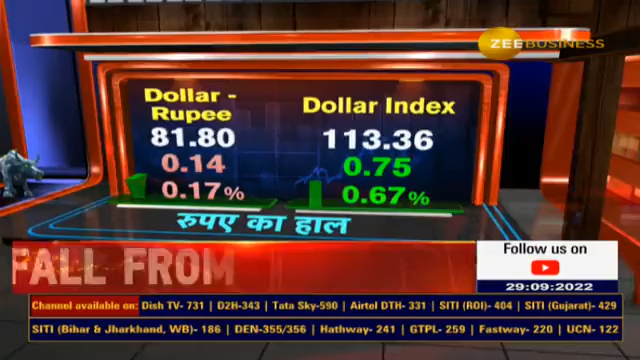 ZEEBUSINESS
Dollar -
Rupee
81.80
0.14
0.17%
Dollar Index
113.36
0.75
0.67%
रुपए का हाल
FALL FROM
Follow us on
29:09:2022
Channel available on: Dish TV- 731 | D2H-343 | Tata Sky-590 | Airtel DTH- 331 | SITI (ROI)- 404 | SITI (Gujarat)- 429
SITI (Bihar & Jharkhand, WB)- 186 | DEN-355/356 | Hathway- 241 | GTPL- 259 | Fastway- 220 | UCN- 122